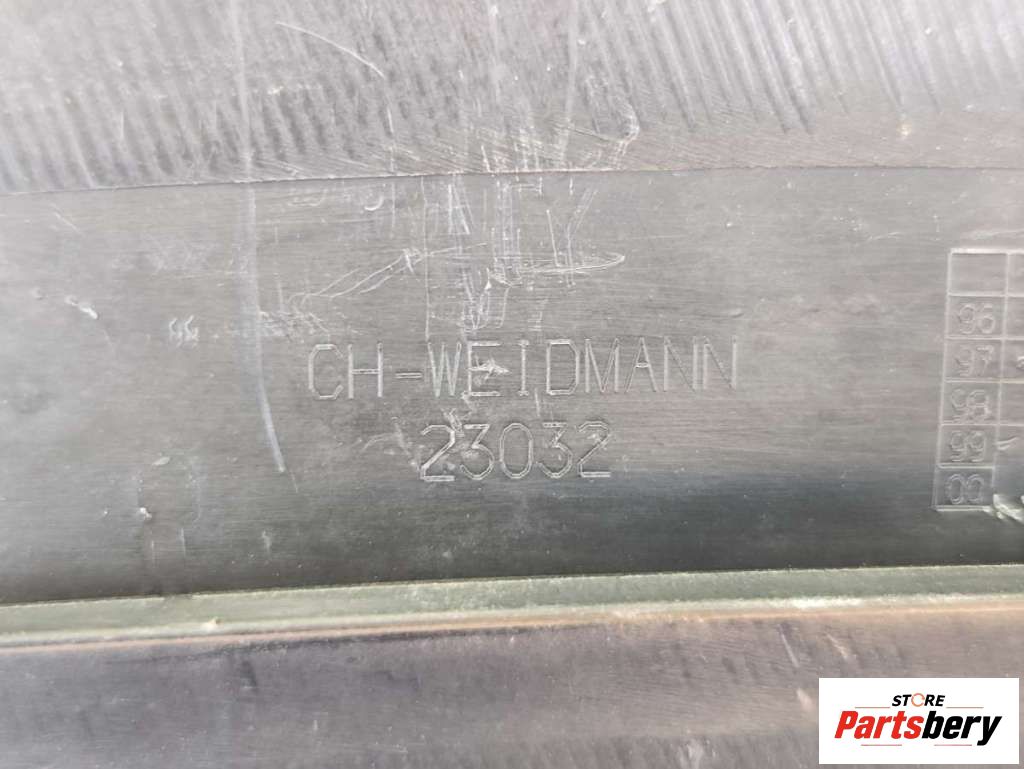 CH-WEIDMANN
23032
96
97
98
99
00
STORE
Partsbery